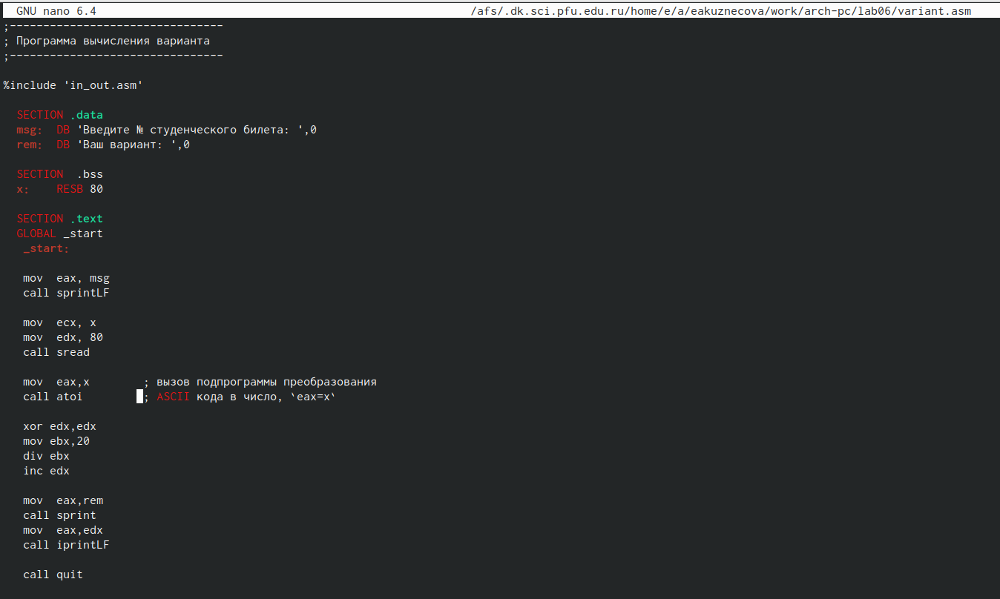 GNU nano 6.4 /afs/.dk.sci.pfu.edu.ru/home/e/a/eakuznecova/work/arch-pc/lab06/variant.asm
;--------------------------------
; Программа вычисления варианта
;--------------------------------
%include 'in_out.asm'
SECTION .data
msg: DB 'Введите № студенческого билета: ',0
rem: DB 'Ваш вариант: ',0
SECTION .bss
x: RESB 80
SECTION .text
GLOBAL _start
_start:
mov eax, msg
call sprintLF
mov ecx, x
mov edx, 80
call sread
mov eax,x ; вызов подпрограммы преобразования
call atoi ; ASCII кода в число, `eax=x`
xor edx,edx
mov ebx,20
div ebx
inc edx
mov eax,rem
call sprint
mov eax,edx
call iprintLF
call quit